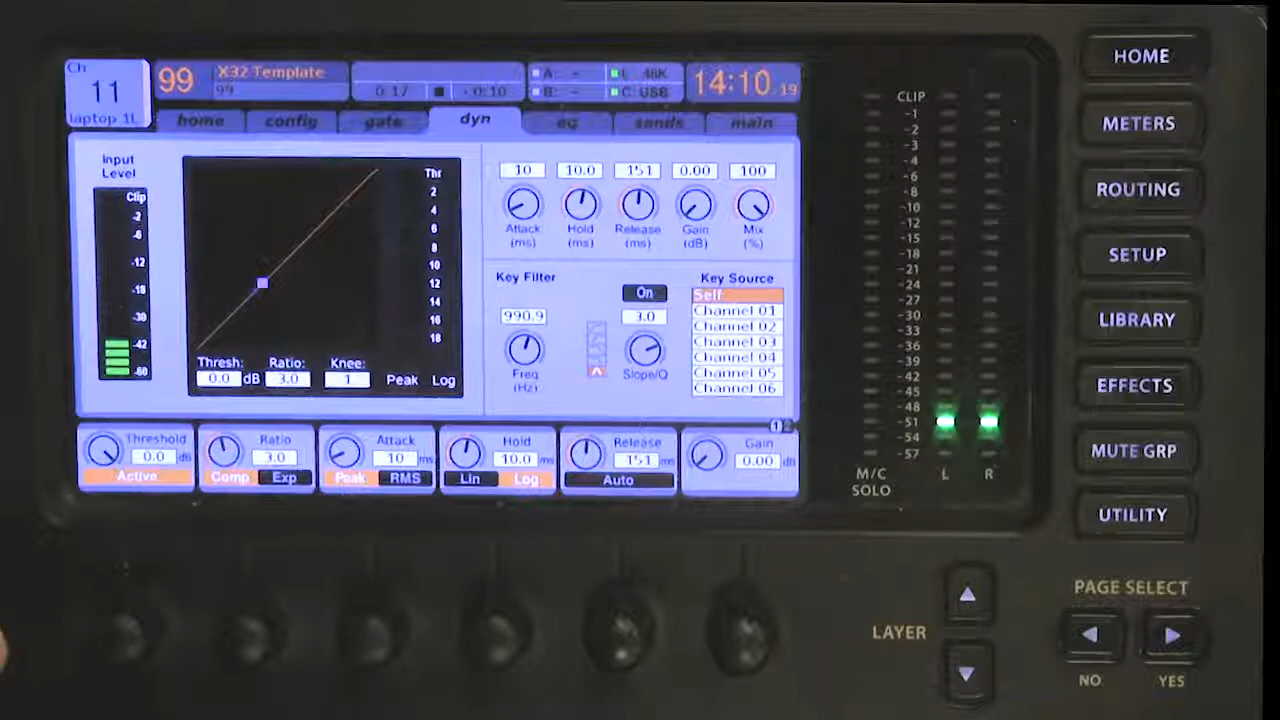 Ch
11
laptop 1L
99
X32 Template
99
0:17
-0:10
A: -
B: -
L 48K
C: USB
14:10 19
home
config
gate
dyn
eq
sends
main
Input
Level
Clip
-2
-6
-12
-18
-30
-42
-60
Thr
2
4
6
8
10
12
14
16
18
Thresh:
0.0 dB
Ratio:
3.0
Knee:
1
Peak
Log
10
Attack
(ms)
10.0
Hold
(ms)
151
Release
(ms)
0.00
Gain
(dB)
100
Mix
(%)
Key Filter
990.9
Freq.
(Hz)
On
3.0
Slope/Q
Key Source
Self
Channel 01
Channel 02
Channel 03
Channel 04
Channel 05
Channel 06
1 2
Threshold
0.0 dB
Active
Ratio
3.0
Comp Exp
Attack
10 ms
Peak RMS
Hold
10.0 ms
Lin Log
Release
151 ms
Auto
Gain
0.00 dB
CLIP
-1
-2
-3
-4
-6
-8
-10
-12
-15
-18
-21
-24
-27
-30
-33
-36
-39
-42
-45
-48
-51
-54
-57
M/C
SOLO
L
R
HOME
METERS
ROUTING
SETUP
LIBRARY
EFFECTS
MUTE GRP
UTILITY
LAYER
PAGE SELECT
NO
YES